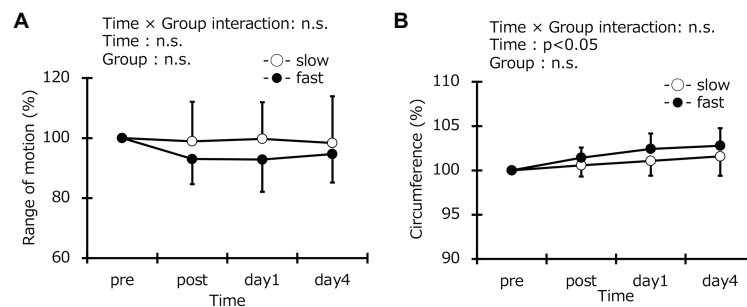 A
Time × Group interaction: n.s.
Time : n.s.
Group : n.s.
slow
fast
Range of motion (%)
120
100
80
60
pre post day1 day4
Time
B
Time × Group interaction: n.s.
Time : p<0.05
Group : n.s.
slow
fast
Circumference (%)
110
105
100
95
90
pre post day1 day4
Time